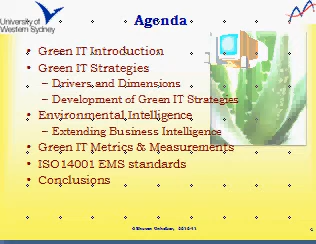 University of
Western Sydney
Agenda
• Green IT Introduction
• Green IT Strategies
– Drivers and Dimensions
– Development of Green IT Strategies
• Environmental Intelligence
– Extending Business Intelligence
• Green IT Metrics & Measurements
• ISO14001 EMS standards
• Conclusions